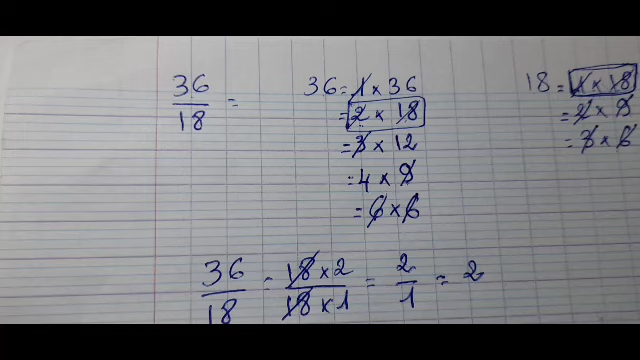 36/18 =
36 = 1 x 36
= 2 x 18
= 3 x 12
= 4 x 9
= 6 x 6
18 = 1 x 18
= 2 x 9
= 3 x 6
36/18 = 18 x 2/18 x 1 = 2/1 = 2